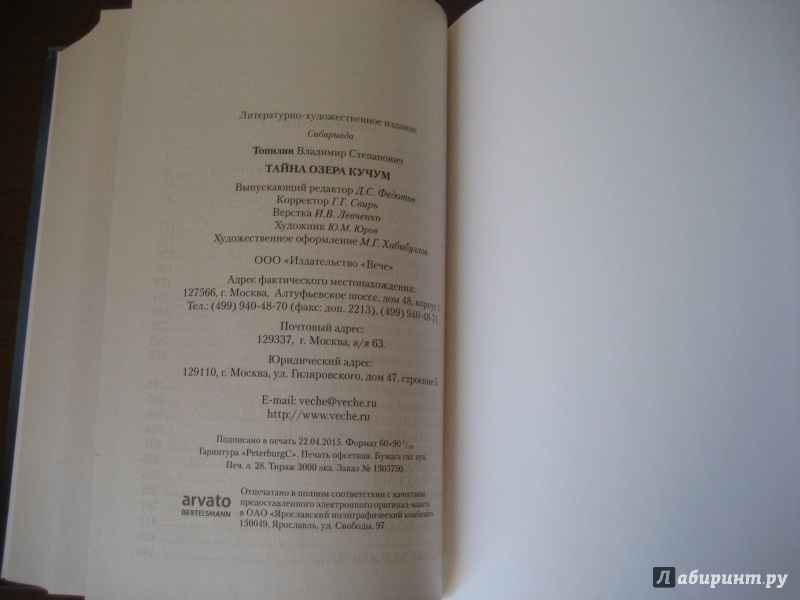 Литературно-художественное издание
Сибириада
Топилин Владимир Степанович
ТАЙНА ОЗЕРА КУЧУМ
Выпускающий редактор Д.С. Федотов
Корректор Г.Г. Свирь
Верстка И.В. Левченко
Художник Ю.М. Юров
Художественное оформление М.Г. Хабибуллов
ООО «Издательство «Вече»
Адрес фактического местонахождения:
127566, г. Москва, Алтуфьевское шоссе, дом 48, корпус 1.
Тел.: (499) 940-48-70 (факс: доп. 2213), (499) 940-48-71.
Почтовый адрес:
129337, г. Москва, а/я 63.
Юридический адрес:
129110, г. Москва, ул. Гиляровского, дом 47, строение 5
E-mail: veche@veche.ru
http://www.veche.ru
Подписано в печать 22.04.2015. Формат 60×90 1/16
Гарнитура «PeterburgC». Печать офсетная. Бумага газ. пух.
Печ. л. 28. Тираж 3000 экз. Заказ № 1505750.
arvato
BERTELSMANN
Отпечатано в полном соответствии с качеством
предоставленного электронного оригинал-макета
в ОАО «Ярославский полиграфический комбинат»
150049, Ярославль, ул. Свободы, 97
Лабиринт.ру